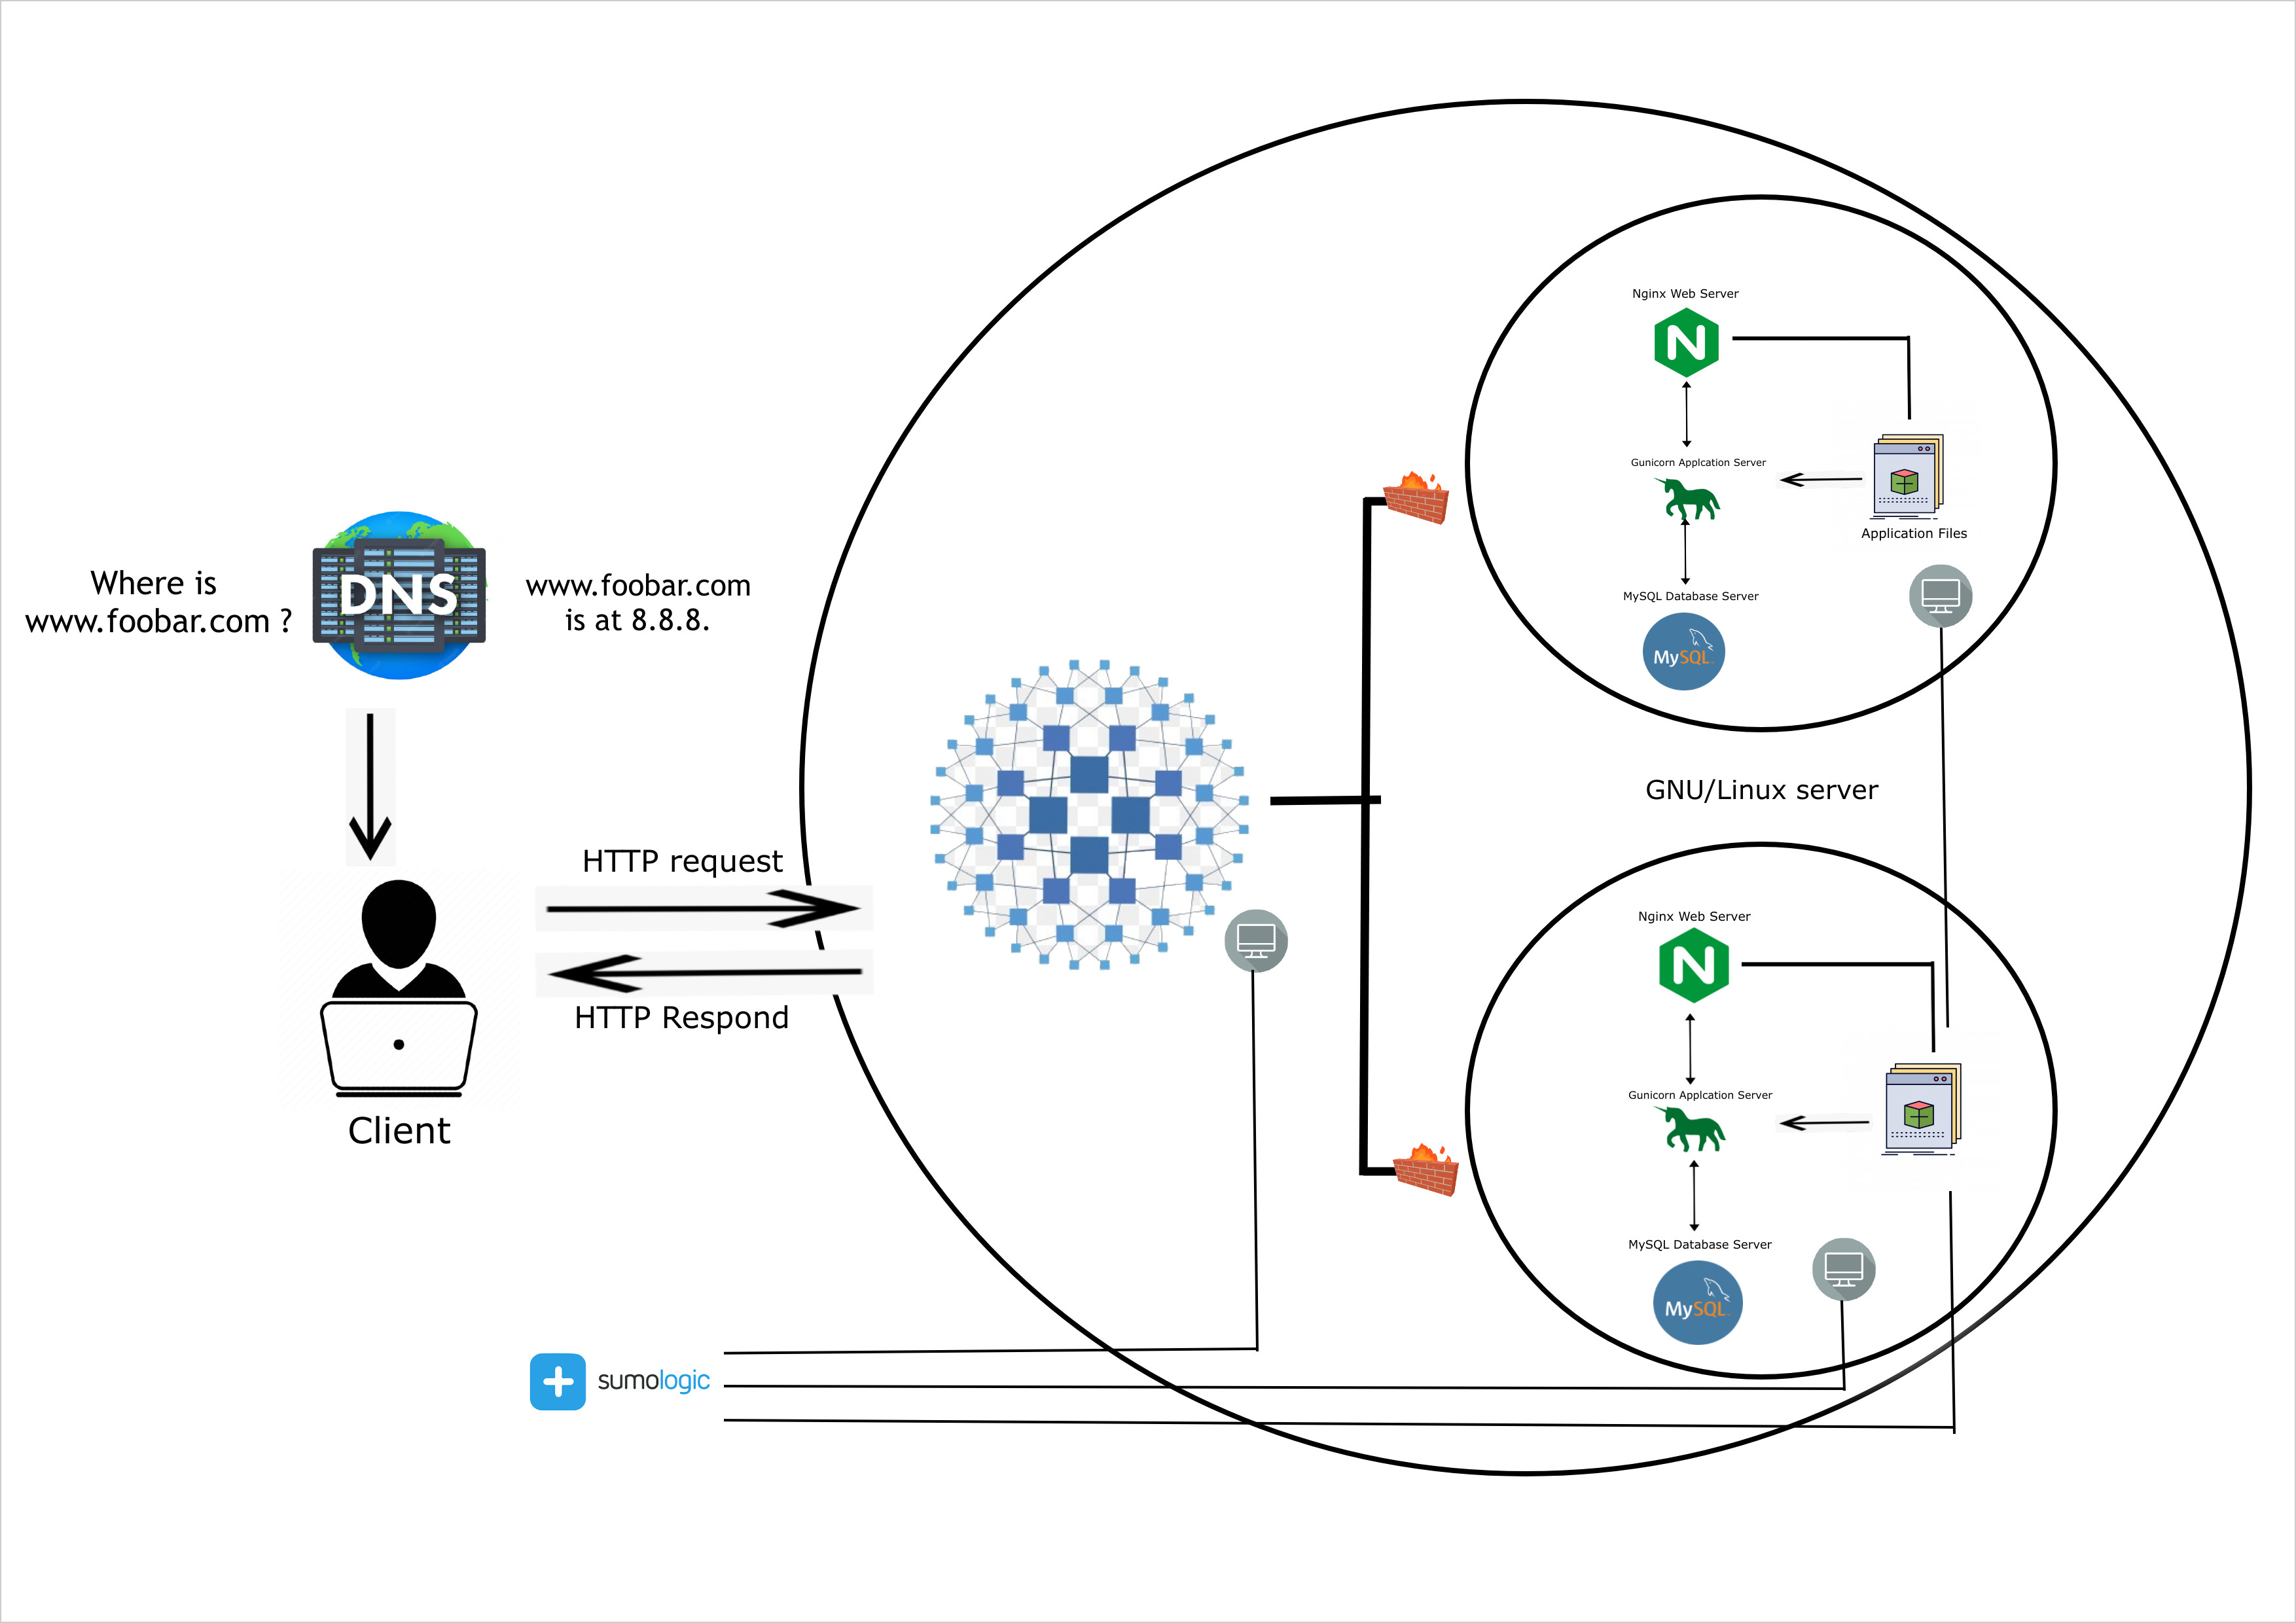 Where is
www.foobar.com ?
DNS
www.foobar.com
is at 8.8.8.
HTTP request
HTTP Respond
Client
Nginx Web Server
N
Gunicorn Applcation Server
Application Files
MySQL Database Server
MySQL
GNU/Linux server
Nginx Web Server
N
Gunicorn Applcation Server
MySQL Database Server
MySQL
sumologic